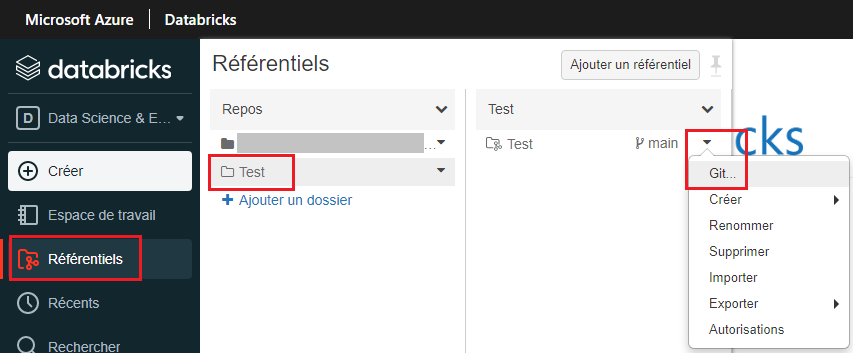 Microsoft Azure Databricks
databricks
D Data Science & E...
Créer
Espace de travail
Référentiels
Récents
Rechercher
Référentiels
Ajouter un référentiel
Repos
...
Test
Ajouter un dossier
Test
Test main
cks
Git...
Créer
Renommer
Supprimer
Importer
Exporter
Autorisations